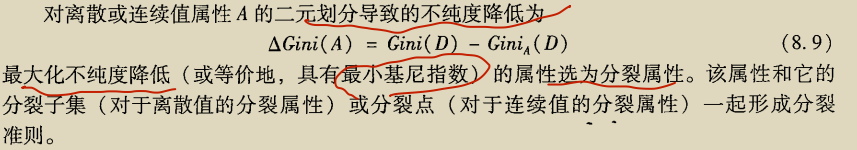 对离散或连续值属性 A 的二元划分导致的不纯度降低为
ΔGini(A) = Gini(D) - Gini_A(D) (8.9)
最大化不纯度降低（或等价地，具有最小基尼指数）的属性选为分裂属性。该属性和它的
分裂子集（对于离散值的分裂属性）或分裂点（对于连续值的分裂属性）一起形成分裂
准则。